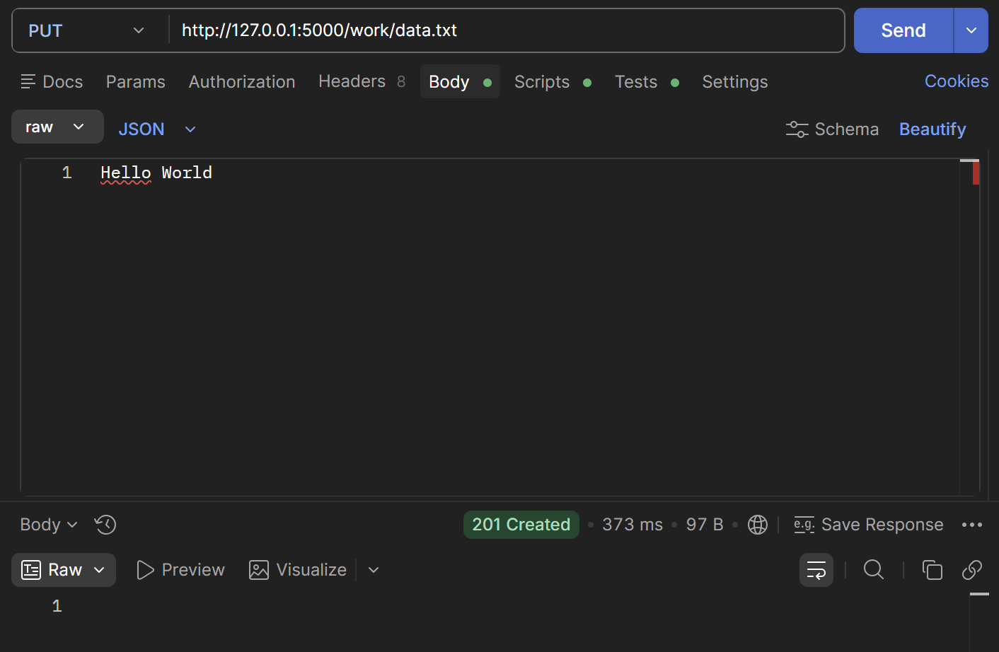 PUT http://127.0.0.1:5000/work/data.txt Send
Docs Params Authorization Headers 8 Body Scripts Tests Settings Cookies
raw JSON Schema Beautify
1 Hello World
Body 201 Created 373 ms 97 B e.g. Save Response
Raw Preview Visualize
1